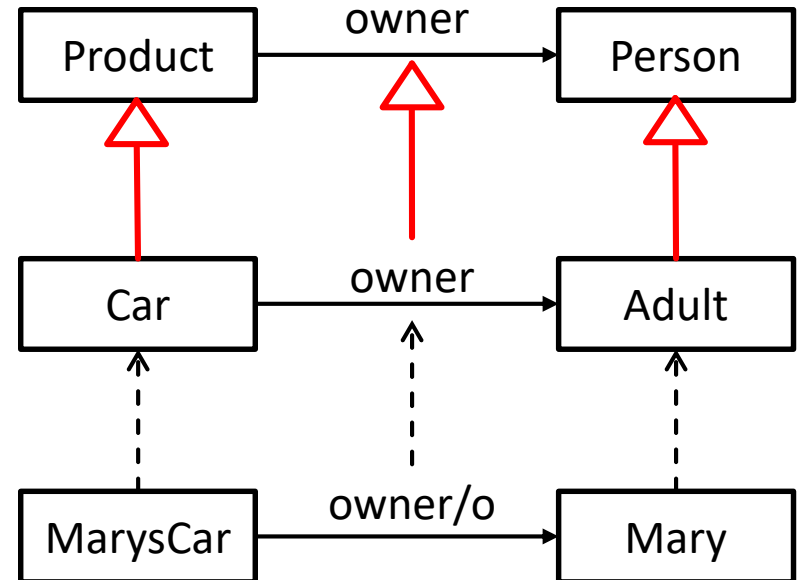 owner
Product
Person
owner
Car
Adult
owner/o
MarysCar
Mary